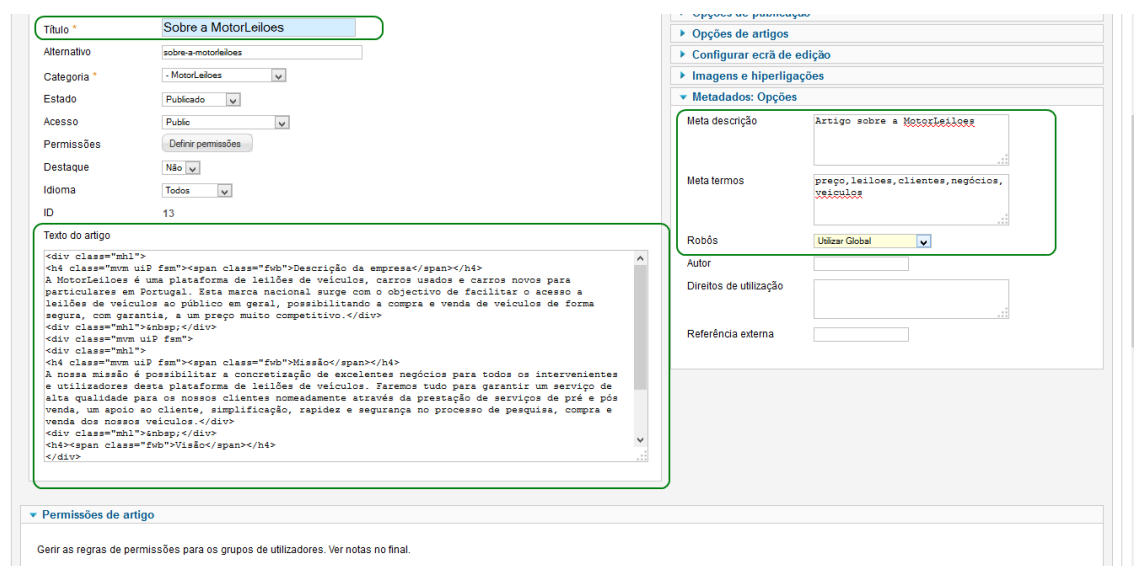 Título *
Sobre a MotorLeiloes
Alternativo
sobre-a-motorleiloes
Categoria *
- MotorLeiloes
Estado
Publicado
Acesso
Public
Permissões
Definir permissões
Destaque
Não
Idioma
Todos
ID
13
Texto do artigo
<div class="mhl">
<h4 class="mvm uiP fsm"><span class="fwb">Descrição da empresa</span></h4>
A MotorLeiloes é uma plataforma de leilões de veículos, carros usados e carros novos para
particulares em Portugal. Esta marca nacional surge com o objectivo de facilitar o acesso a
leilões de veículos ao público em geral, possibilitando a compra e venda de veículos de forma
segura, com garantia, a um preço muito competitivo.</div>
<div class="mhl">&nbsp;</div>
<div class="mvm uiP fsm">
<div class="mhl">
<h4 class="mvm uiP fsm"><span class="fwb">Missão</span></h4>
A nossa missão é possibilitar a concretização de excelentes negócios para todos os intervenientes
e utilizadores desta plataforma de leilões de veículos. Faremos tudo para garantir um serviço de
alta qualidade para os nossos clientes nomeadamente através da prestação de serviços de pré e pós
venda, um apoio ao cliente, simplificação, rapidez e segurança no processo de pesquisa, compra e
venda dos nossos veículos.</div>
<div class="mhl">&nbsp;</div>
<h4><span class="fwb">Visão</span></h4>
</div>
Opções de publicação
Opções de artigos
Configurar ecrã de edição
Imagens e hiperligações
Metadados: Opções
Meta descrição
Artigo sobre a MotorLeiloes
Meta termos
preço,leiloes,clientes,negócios,
veiculos
Robôs
Utilizar Global
Autor
Direitos de utilização
Referência externa
Permissões de artigo
Gerir as regras de permissões para os grupos de utilizadores. Ver notas no final.